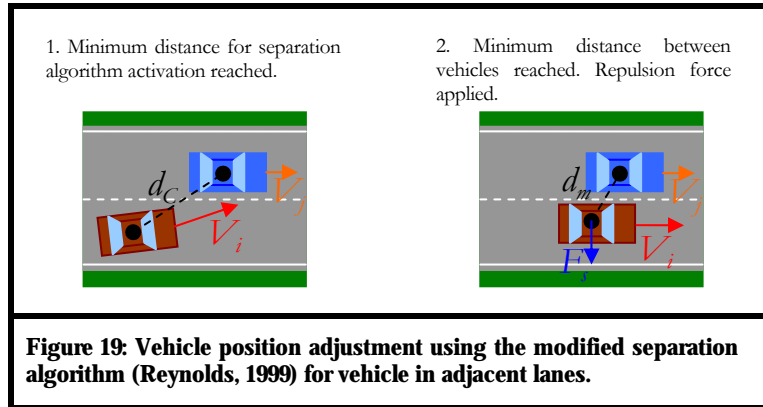 1. Minimum distance for separation
algorithm activation reached.
2. Minimum distance between
vehicles reached. Repulsion force
applied.
d_C
V_j
V_i
d_m
V_j
V_i
F_s
Figure 19: Vehicle position adjustment using the modified separation
algorithm (Reynolds, 1999) for vehicle in adjacent lanes.